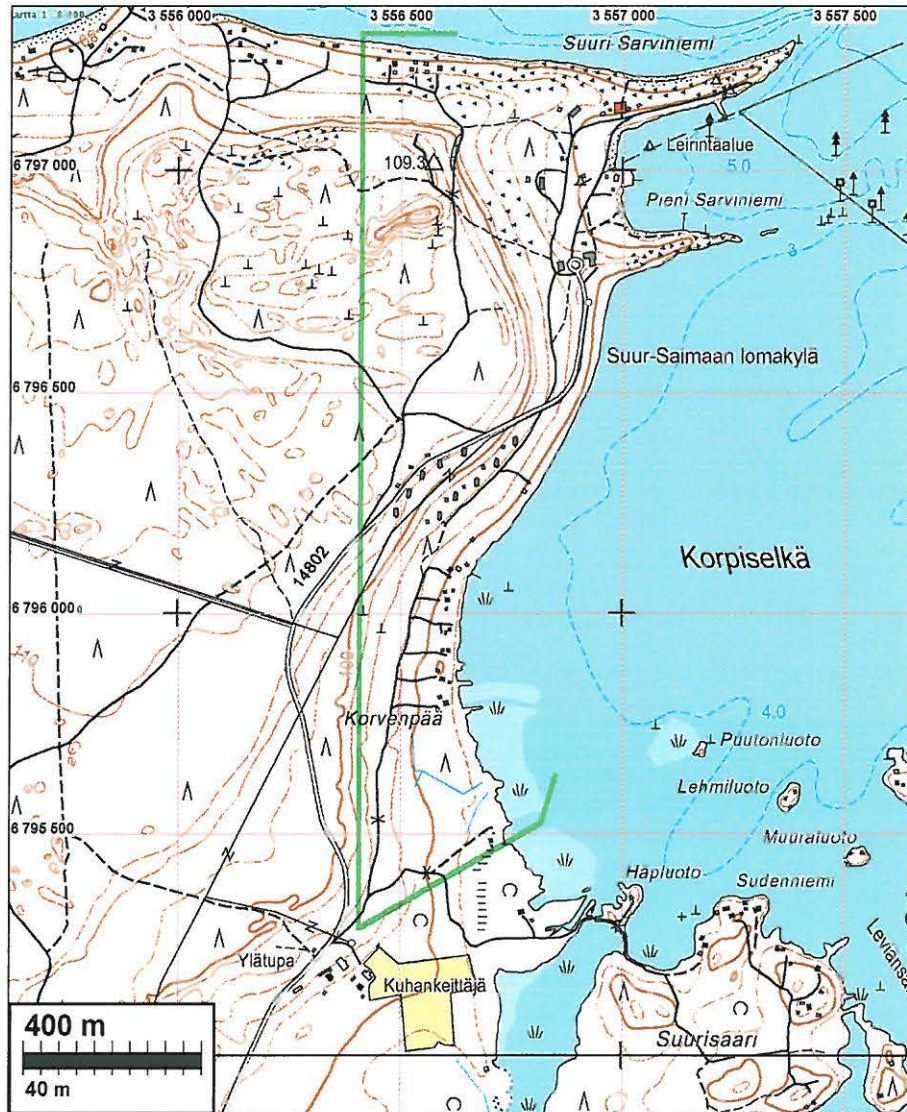 3 556 000
3 556 500
3 557 000
3 557 500
Suuri Sarviniemi
6 797 000
109.3
Leirintäalue
5.0
Pieni Sarviniemi
3
Suur-Saimaan lomakylä
6 796 500
14802
Korpiselkä
6 796 000
110
100
Korvenpää
4.0
Puutonluoto
Lehmiluoto
6 795 500
Muuraluoto
Häpluoto
Sudenniemi
Ylätupa
Kuhankeittäjä
Suurisaari
400 m
40 m